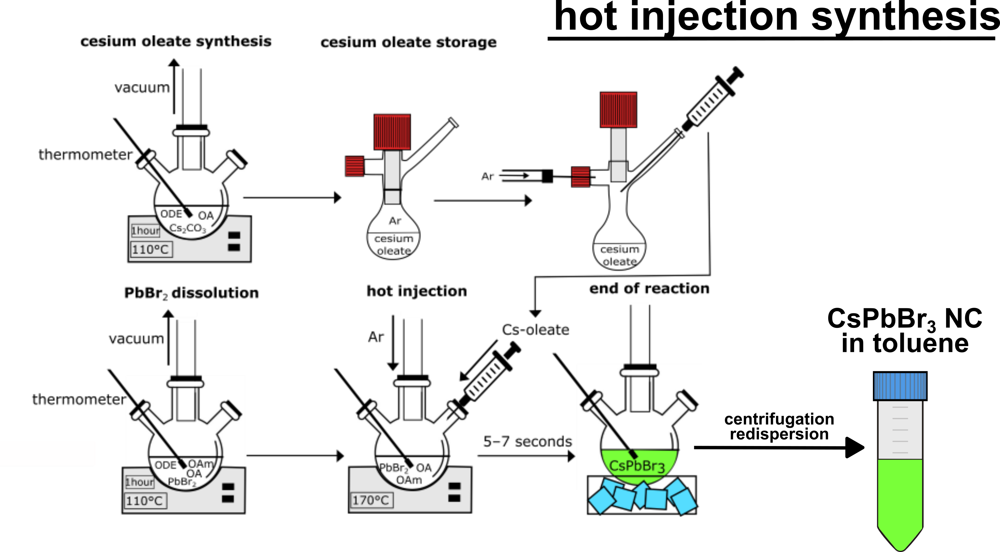 hot injection synthesis
cesium oleate synthesis
cesium oleate storage
vacuum
thermometer
ODE
OA
Cs₂CO₃
1hour
110°C
Ar
cesium
oleate
Ar
cesium
oleate
PbBr₂ dissolution
hot injection
end of reaction
vacuum
thermometer
ODE
OAm
OA
PbBr₂
1hour
110°C
Ar
Cs-oleate
PbBr₂
OA
OAm
170°C
5–7 seconds
CsPbBr3
centrifugation
redispersion
CsPbBr₃ NC
in toluene